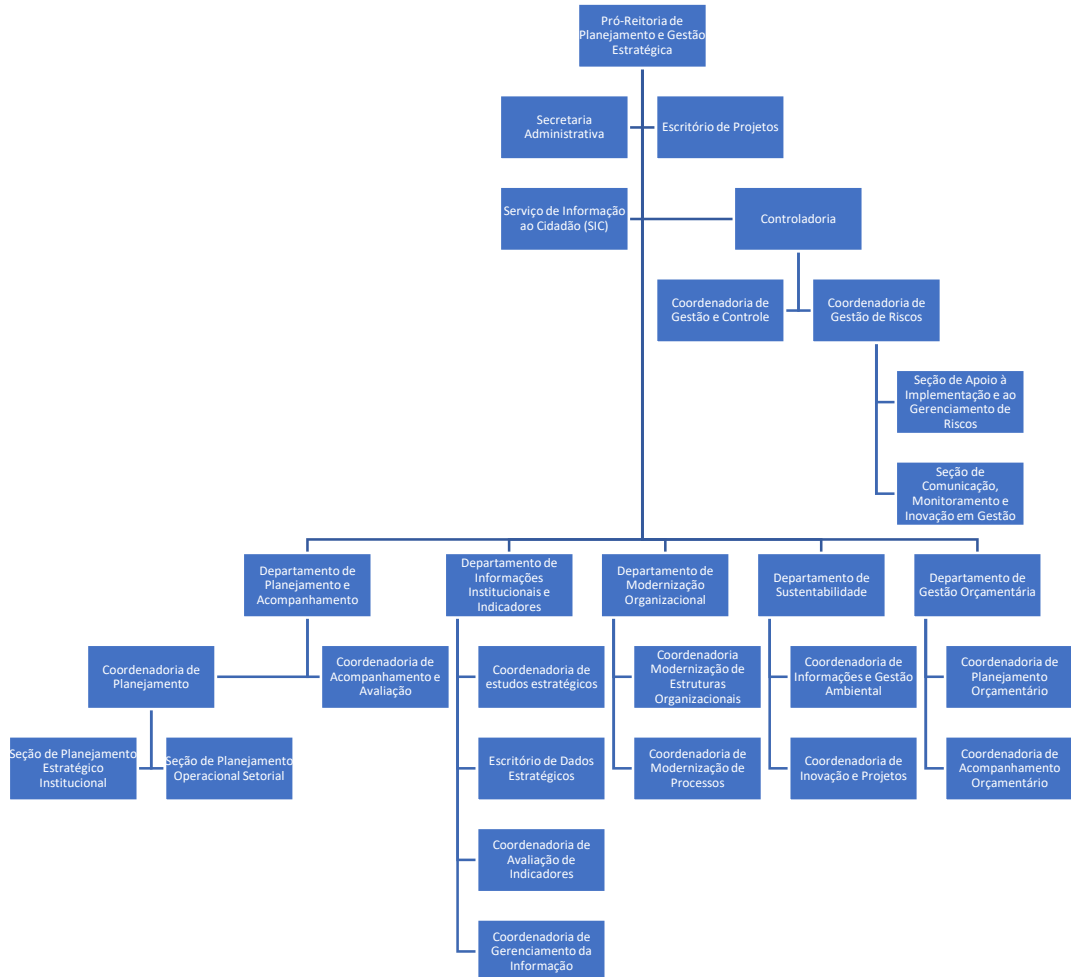 Pró-Reitoria de
Planejamento e Gestão
Estratégica
Secretaria
Administrativa
Escritório de Projetos
Serviço de Informação
ao Cidadão (SIC)
Controladoria
Coordenadoria de
Gestão e Controle
Coordenadoria de
Gestão de Riscos
Seção de Apoio à
Implementação e ao
Gerenciamento de
Riscos
Seção de
Comunicação,
Monitoramento e
Inovação em Gestão
Departamento de
Planejamento e
Acompanhamento
Departamento de
Informações
Institucionais e
Indicadores
Departamento de
Modernização
Organizacional
Departamento de
Sustentabilidade
Departamento de
Gestão Orçamentária
Coordenadoria de
Planejamento
Coordenadoria de
Acompanhamento e
Avaliação
Coordenadoria de
estudos estratégicos
Coordenadoria
Modernização de
Estruturas
Organizacionais
Coordenadoria de
Informações e Gestão
Ambiental
Coordenadoria de
Planejamento
Orçamentário
Seção de Planejamento
Estratégico
Institucional
Seção de Planejamento
Operacional Setorial
Escritório de Dados
Estratégicos
Coordenadoria de
Modernização de
Processos
Coordenadoria de
Inovação e Projetos
Coordenadoria de
Acompanhamento
Orçamentário
Coordenadoria de
Avaliação de
Indicadores
Coordenadoria de
Gerenciamento da
Informação